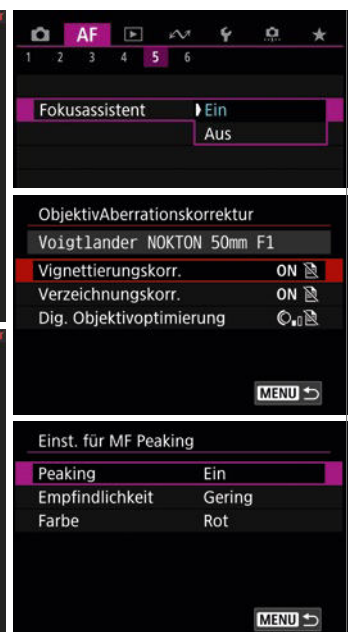 AF
1 2 3 4 5 6
Fokusassistent Ein
Aus
ObjektivAberrationskorrektur
Voigtlander NOKTON 50mm F1
Vignettierungskorr. ON
Verzeichnungskorr. ON
Dig. Objektivoptimierung
MENU
Einst. für MF Peaking
Peaking Ein
Empfindlichkeit Gering
Farbe Rot
MENU